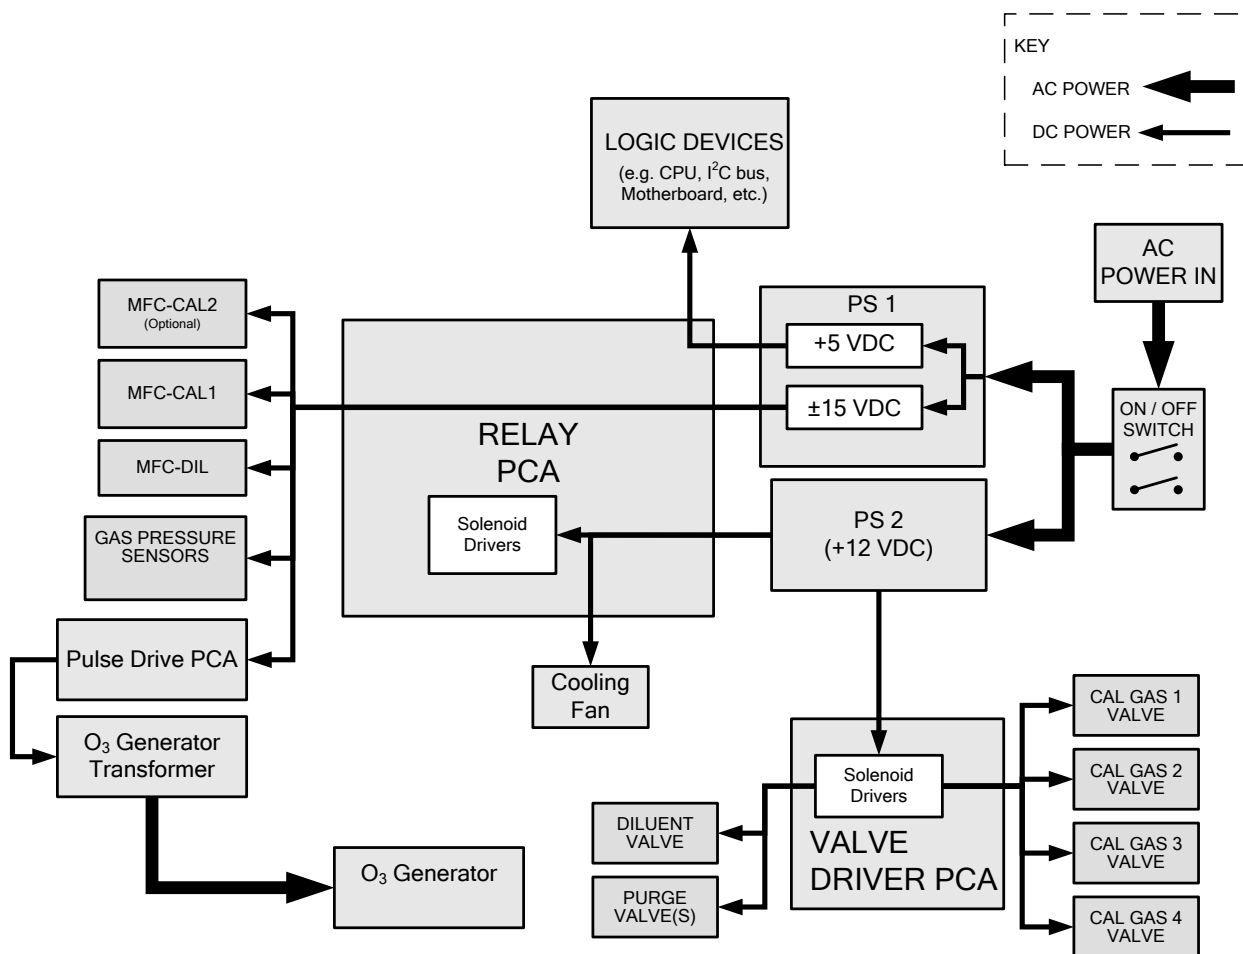 KEY
AC POWER
DC POWER
LOGIC DEVICES
(e.g. CPU, I²C bus,
Motherboard, etc.)
AC
POWER IN
MFC-CAL2
(Optional)
PS 1
+5 VDC
MFC-CAL1
±15 VDC
ON / OFF
SWITCH
RELAY
PCA
MFC-DIL
Solenoid
Drivers
PS 2
(+12 VDC)
GAS PRESSURE
SENSORS
Pulse Drive PCA
Cooling
Fan
CAL GAS 1
VALVE
O₃ Generator
Transformer
CAL GAS 2
VALVE
Solenoid
Drivers
DILUENT
VALVE
VALVE
DRIVER PCA
CAL GAS 3
VALVE
O₃ Generator
PURGE
VALVE(S)
CAL GAS 4
VALVE